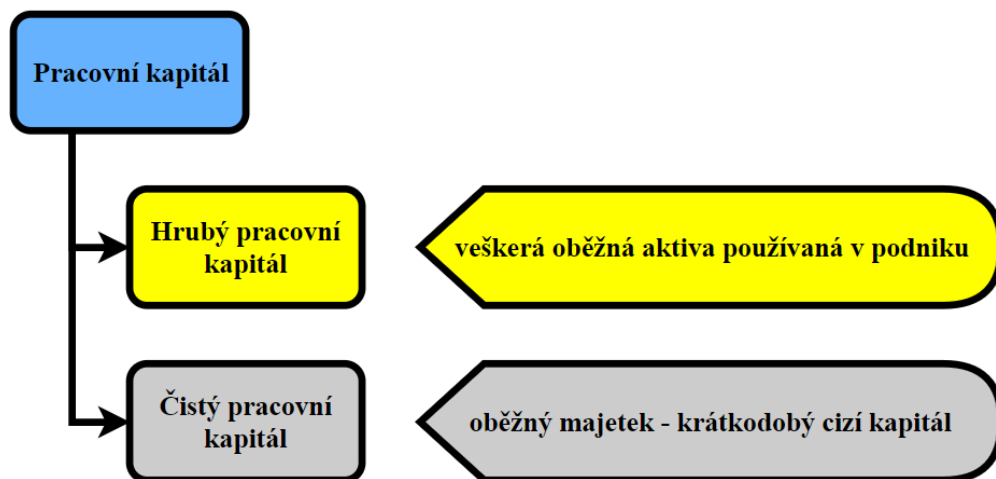 Pracovní kapitál
Hrubý pracovní
kapitál
veškerá oběžná aktiva používaná v podniku
Čistý pracovní
kapitál
oběžný majetek - krátkodobý cizí kapitál